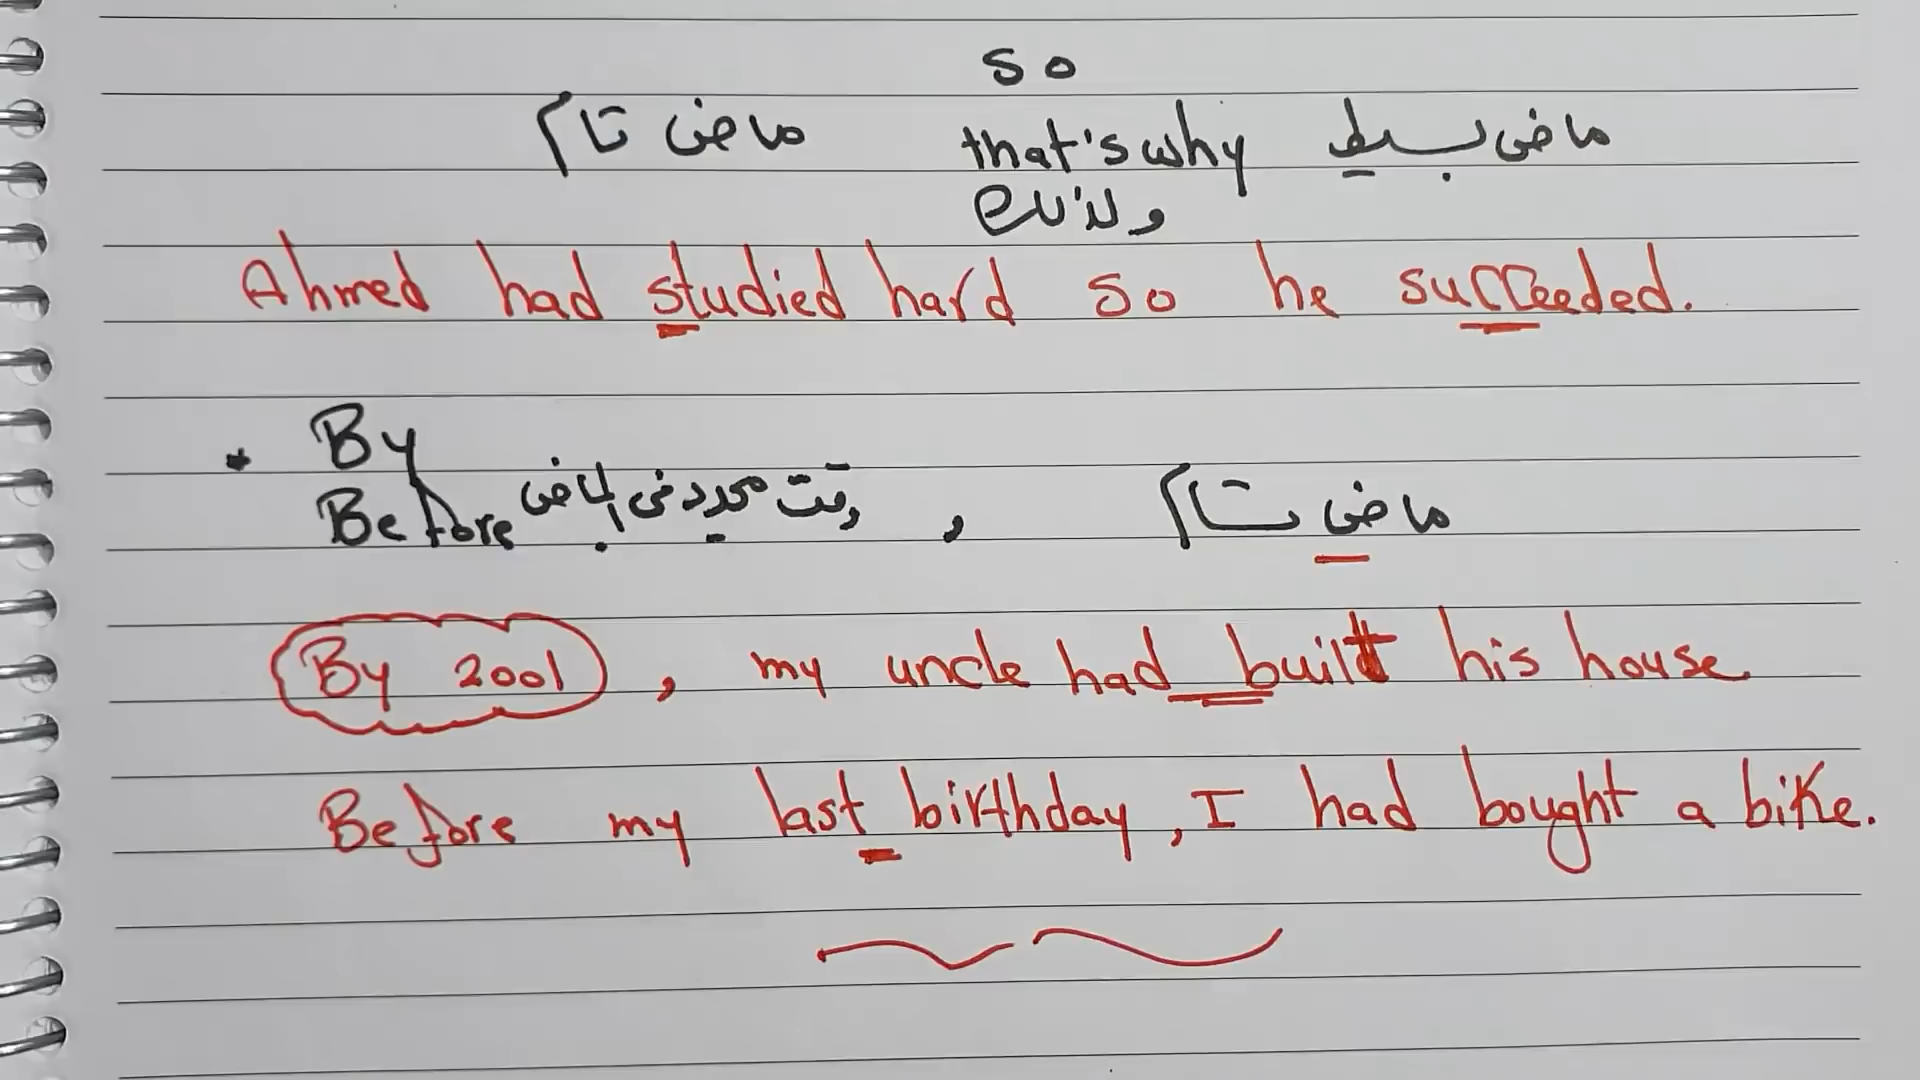 so
ماضى تام that's why ماضى بسيط
ولذلك
Ahmed had studied hard so he succeeded.
By
Before وقت محدد فى الماضى , ماضى تام
By 2001 , my uncle had built his house
Before my last birthday, I had bought a bike.